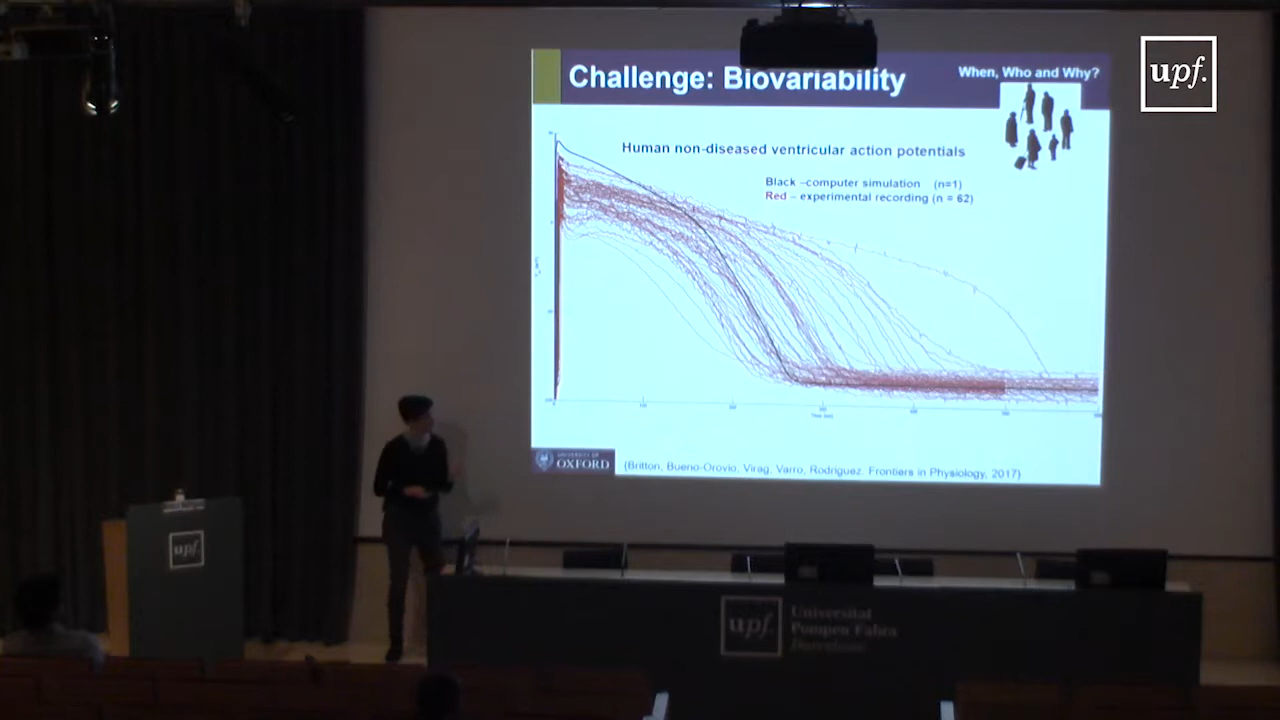 Challenge: Biovariability
When, Who and Why?
upf.
Human non-diseased ventricular action potentials
Black –computer simulation (n=1)
Red – experimental recording (n = 62)
UNIVERSITY OF
OXFORD
(Britton, Bueno-Orovio, Virag, Varro, Rodriguez. Frontiers in Physiology, 2017)
upf.
upf.
Universitat
Pompeu Fabra
Barcelona